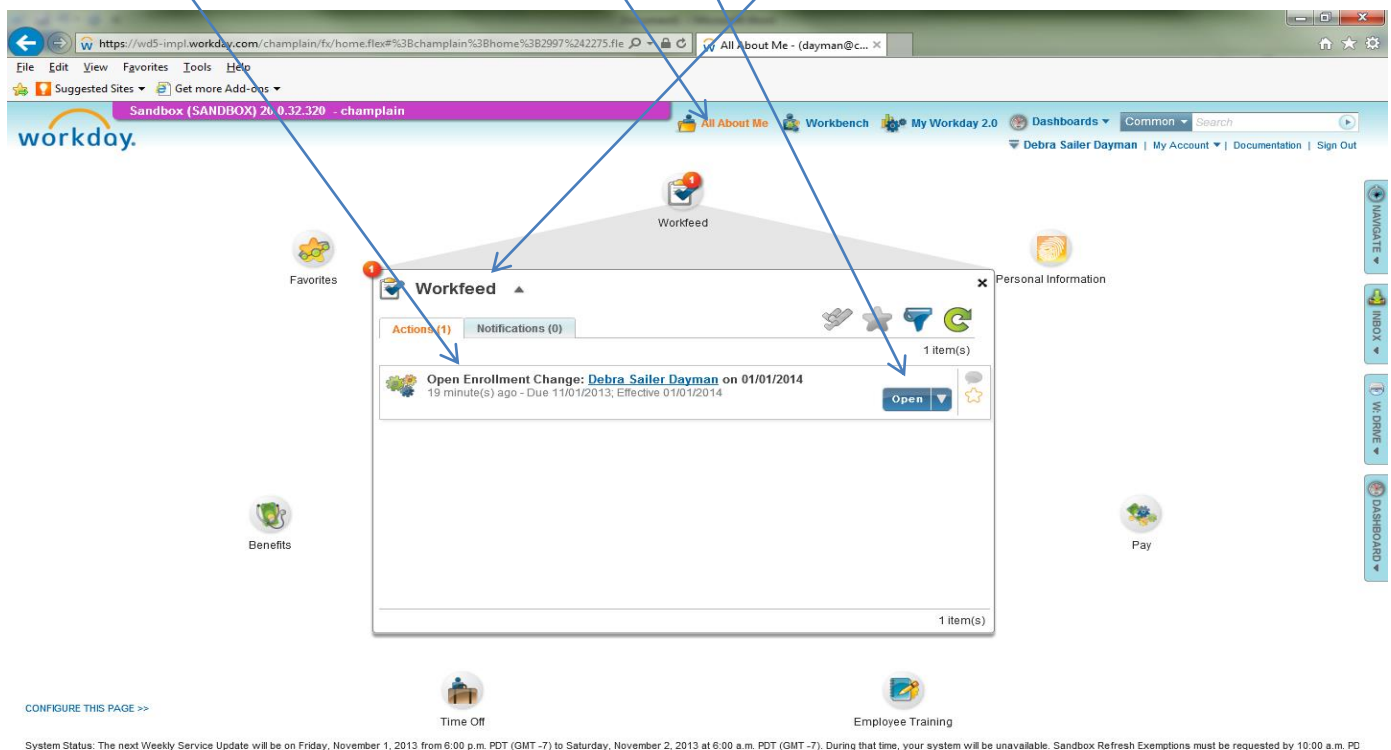 https://wd5-impl.workday.com/champlain/fx/home.flex#%3Bchamplain%3Bhome%3B2997%242275.fle
All About Me - (dayman@c...
File Edit View Favorites Tools Help
Suggested Sites Get more Add-ons
Sandbox (SANDBOX) 20.0.32.320 - champlain
workday.
All About Me Workbench My Workday 2.0 Dashboards Common Search
Debra Sailer Dayman | My Account | Documentation | Sign Out
1
Workfeed
Favorites
Personal Information
1
Workfeed
Actions (1) Notifications (0)
1 item(s)
Open Enrollment Change: Debra Sailer Dayman on 01/01/2014
19 minute(s) ago - Due 11/01/2013; Effective 01/01/2014
Open
Benefits
Pay
1 item(s)
NAVIGATE
INBOX
W: DRIVE
DASHBOARD
CONFIGURE THIS PAGE >>
Time Off
Employee Training
System Status: The next Weekly Service Update will be on Friday, November 1, 2013 from 6:00 p.m. PDT (GMT -7) to Saturday, November 2, 2013 at 6:00 a.m. PDT (GMT -7). During that time, your system will be unavailable. Sandbox Refresh Exemptions must be requested by 10:00 a.m. PD